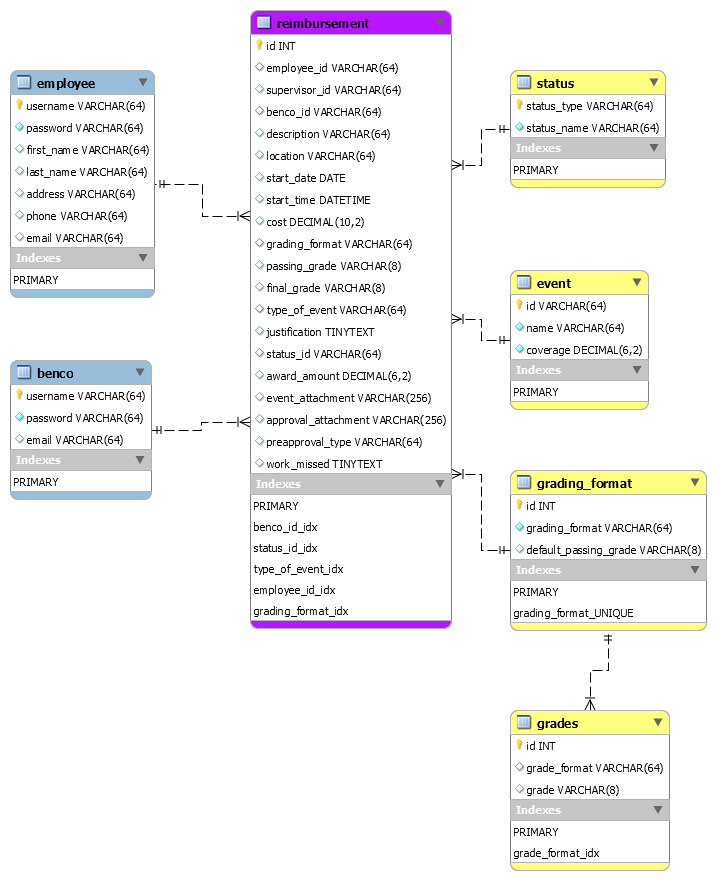 reimbursement
id INT
employee_id VARCHAR(64)
supervisor_id VARCHAR(64)
benco_id VARCHAR(64)
description VARCHAR(64)
location VARCHAR(64)
start_date DATE
start_time DATETIME
cost DECIMAL(10,2)
grading_format VARCHAR(64)
passing_grade VARCHAR(8)
final_grade VARCHAR(8)
type_of_event VARCHAR(64)
justification TINYTEXT
status_id VARCHAR(64)
award_amount DECIMAL(6,2)
event_attachment VARCHAR(256)
approval_attachment VARCHAR(256)
preapproval_type VARCHAR(64)
work_missed TINYTEXT
Indexes
PRIMARY
benco_id_idx
status_id_idx
type_of_event_idx
employee_id_idx
grading_format_idx
employee
username VARCHAR(64)
password VARCHAR(64)
first_name VARCHAR(64)
last_name VARCHAR(64)
address VARCHAR(64)
phone VARCHAR(64)
email VARCHAR(64)
Indexes
PRIMARY
benco
username VARCHAR(64)
password VARCHAR(64)
email VARCHAR(64)
Indexes
PRIMARY
status
status_type VARCHAR(64)
status_name VARCHAR(64)
Indexes
PRIMARY
event
id VARCHAR(64)
name VARCHAR(64)
coverage DECIMAL(6,2)
Indexes
PRIMARY
grading_format
id INT
grading_format VARCHAR(64)
default_passing_grade VARCHAR(8)
Indexes
PRIMARY
grading_format_UNIQUE
grades
id INT
grade_format VARCHAR(64)
grade VARCHAR(8)
Indexes
PRIMARY
grade_format_idx